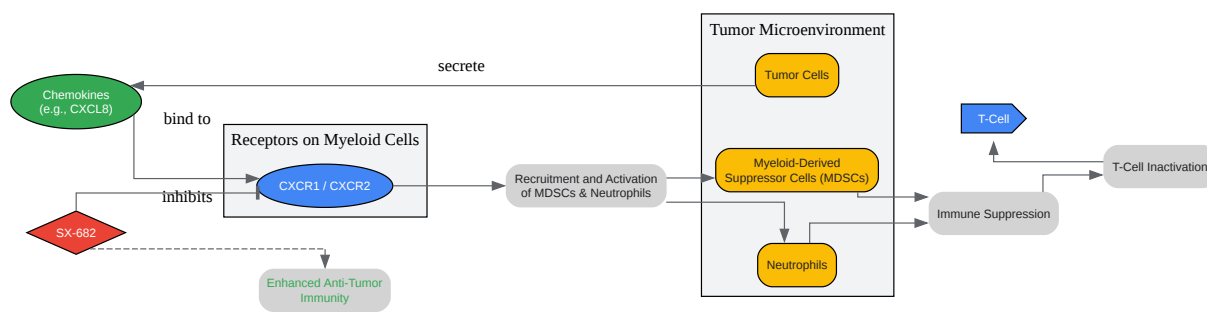 Tumor Microenvironment
secrete
Tumor Cells
Chemokines
(e.g., CXCL8)
bind to
Receptors on Myeloid Cells
T-Cell
Myeloid-Derived
Suppressor Cells (MDSCs)
T-Cell Inactivation
CXCR1 / CXCR2
Recruitment and Activation
of MDSCs & Neutrophils
inhibits
Immune Suppression
SX-682
Neutrophils
Enhanced Anti-Tumor
Immunity